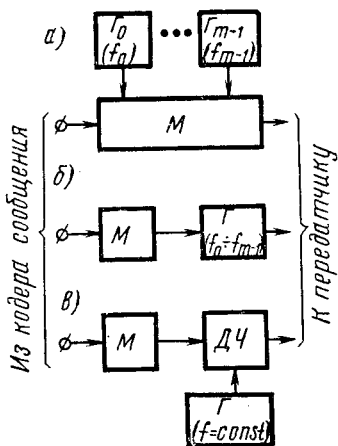 а)
Г0 ••• Гm-1
(f0) (fm-1)
М
б)
М
Г
(f0÷fm-1)
в)
М
ДЧ
Г
(f=const)
Из кодера сообщения
К передатчику